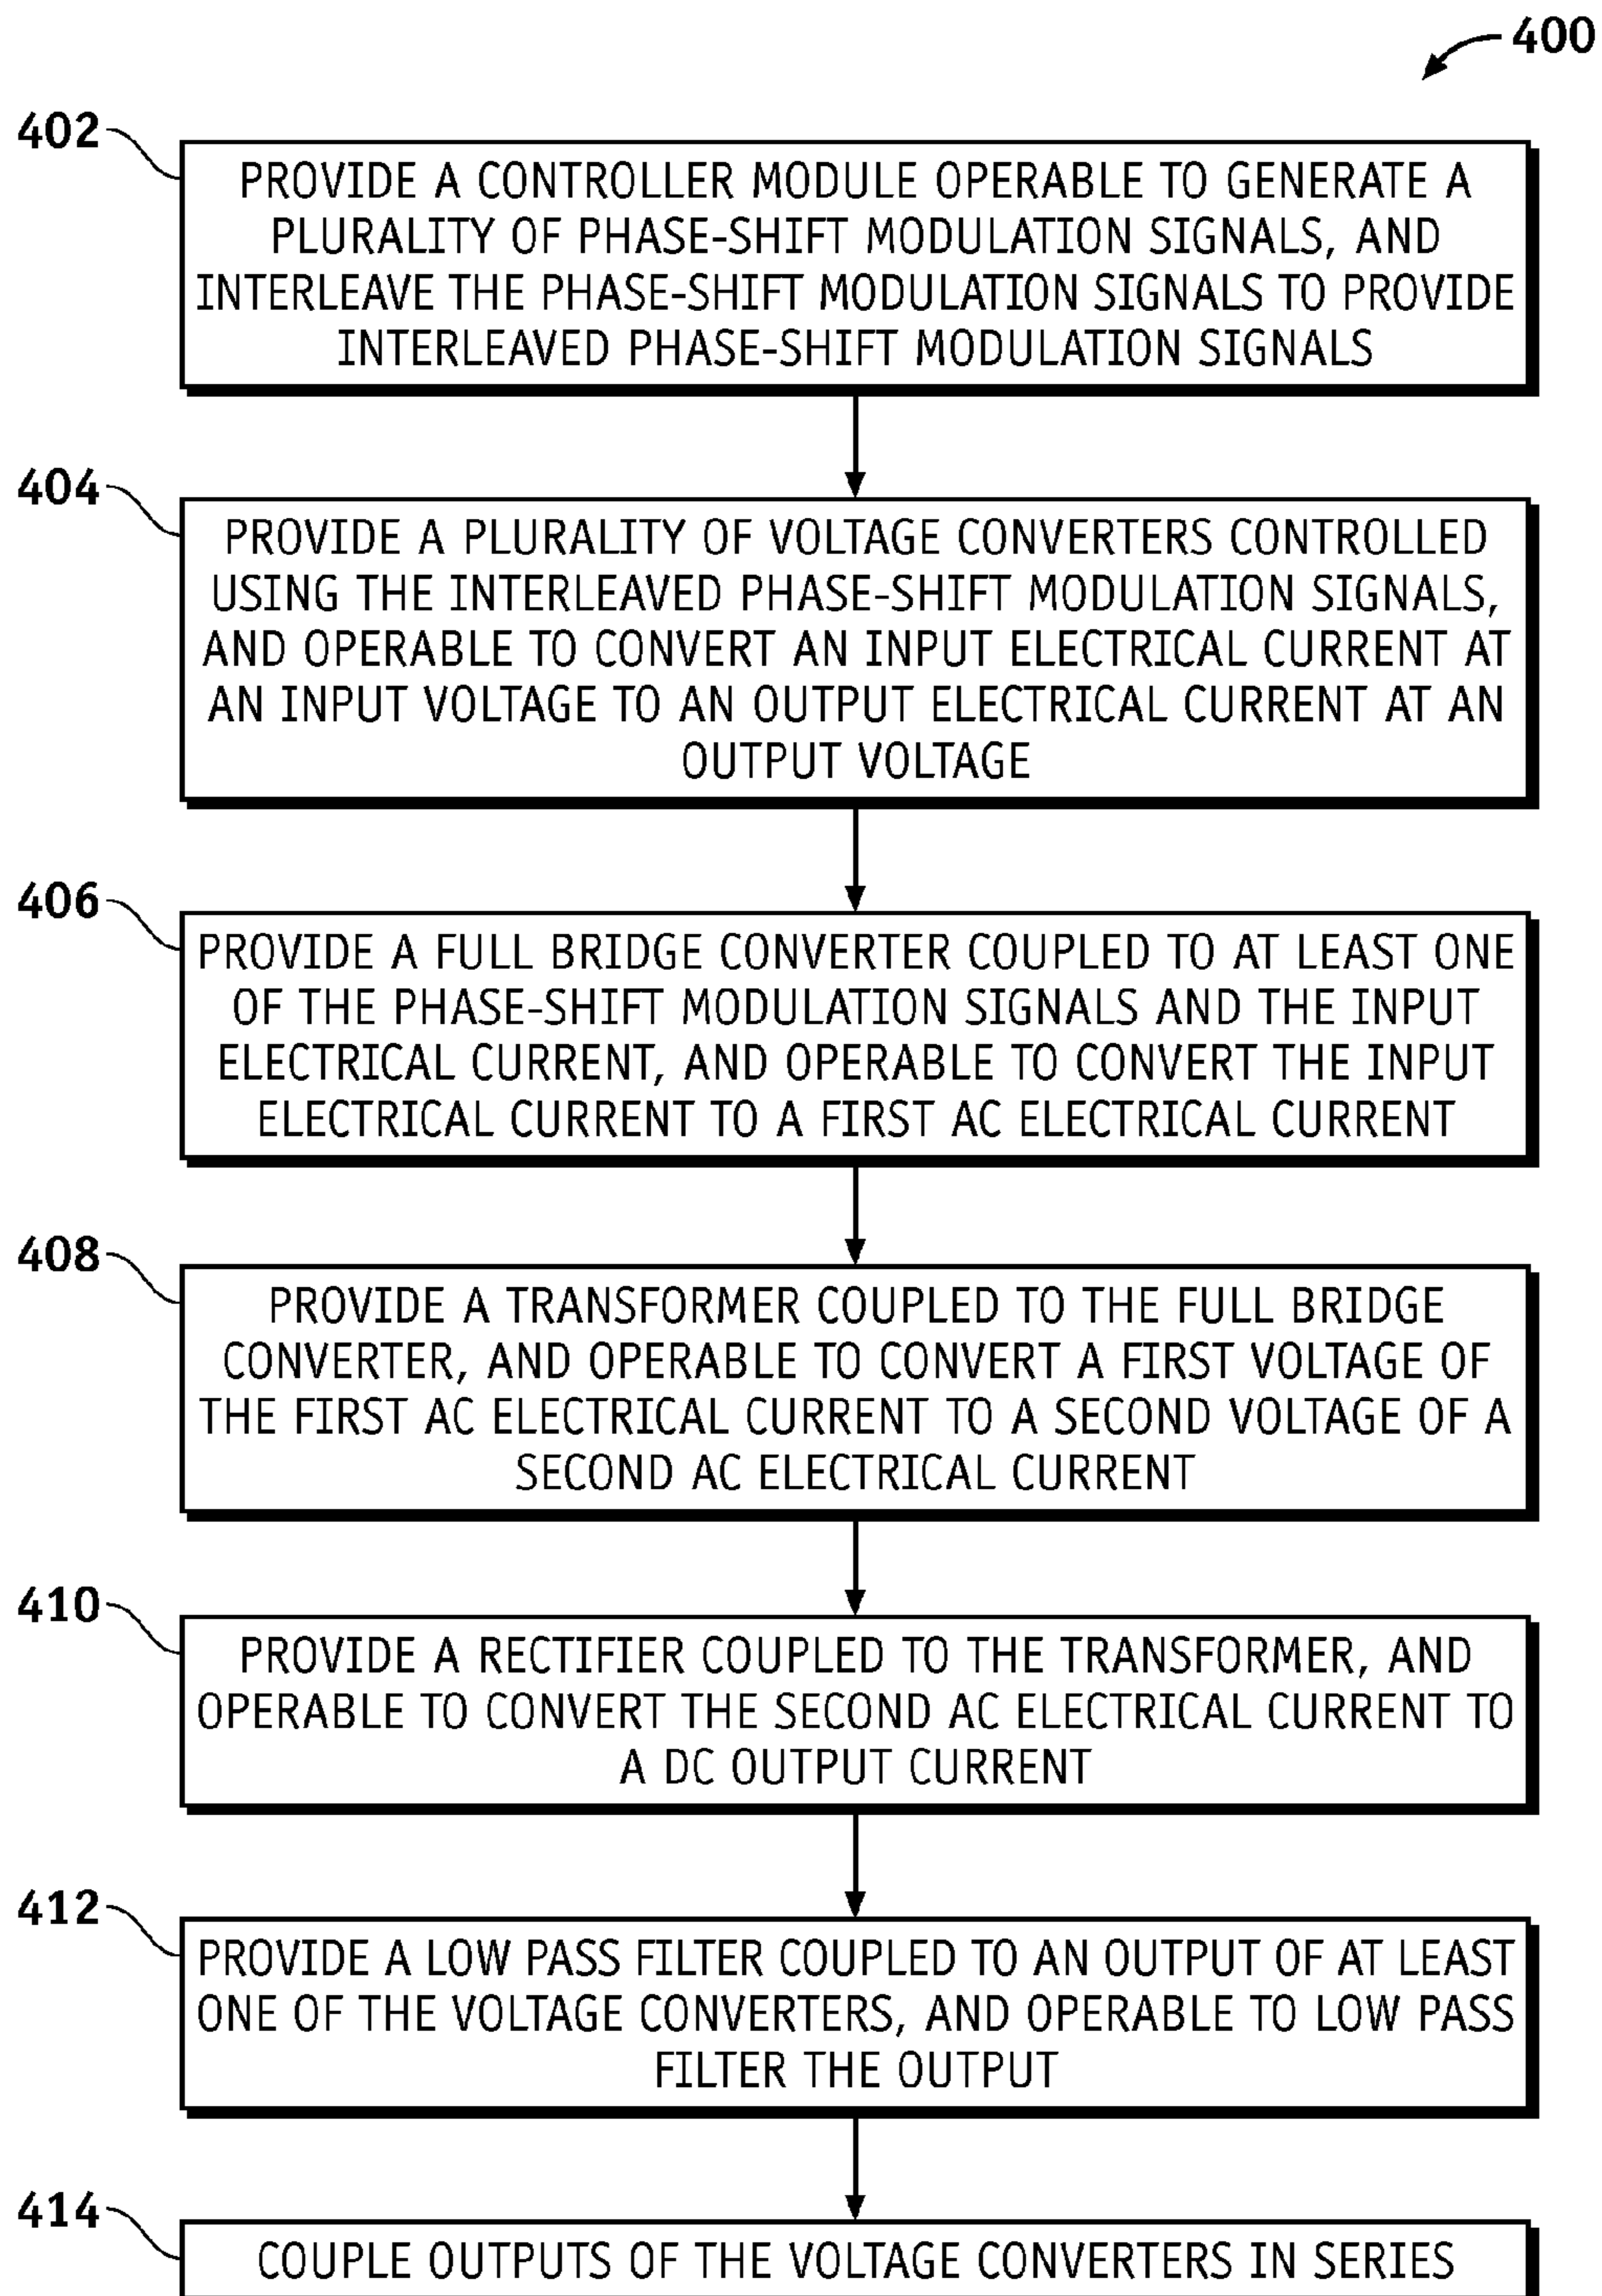 400
402
PROVIDE A CONTROLLER MODULE OPERABLE TO GENERATE A
PLURALITY OF PHASE-SHIFT MODULATION SIGNALS, AND
INTERLEAVE THE PHASE-SHIFT MODULATION SIGNALS TO PROVIDE
INTERLEAVED PHASE-SHIFT MODULATION SIGNALS
404
PROVIDE A PLURALITY OF VOLTAGE CONVERTERS CONTROLLED
USING THE INTERLEAVED PHASE-SHIFT MODULATION SIGNALS,
AND OPERABLE TO CONVERT AN INPUT ELECTRICAL CURRENT AT
AN INPUT VOLTAGE TO AN OUTPUT ELECTRICAL CURRENT AT AN
OUTPUT VOLTAGE
406
PROVIDE A FULL BRIDGE CONVERTER COUPLED TO AT LEAST ONE
OF THE PHASE-SHIFT MODULATION SIGNALS AND THE INPUT
ELECTRICAL CURRENT, AND OPERABLE TO CONVERT THE INPUT
ELECTRICAL CURRENT TO A FIRST AC ELECTRICAL CURRENT
408
PROVIDE A TRANSFORMER COUPLED TO THE FULL BRIDGE
CONVERTER, AND OPERABLE TO CONVERT A FIRST VOLTAGE OF
THE FIRST AC ELECTRICAL CURRENT TO A SECOND VOLTAGE OF A
SECOND AC ELECTRICAL CURRENT
410
PROVIDE A RECTIFIER COUPLED TO THE TRANSFORMER, AND
OPERABLE TO CONVERT THE SECOND AC ELECTRICAL CURRENT TO
A DC OUTPUT CURRENT
412
PROVIDE A LOW PASS FILTER COUPLED TO AN OUTPUT OF AT LEAST
ONE OF THE VOLTAGE CONVERTERS, AND OPERABLE TO LOW PASS
FILTER THE OUTPUT
414
COUPLE OUTPUTS OF THE VOLTAGE CONVERTERS IN SERIES